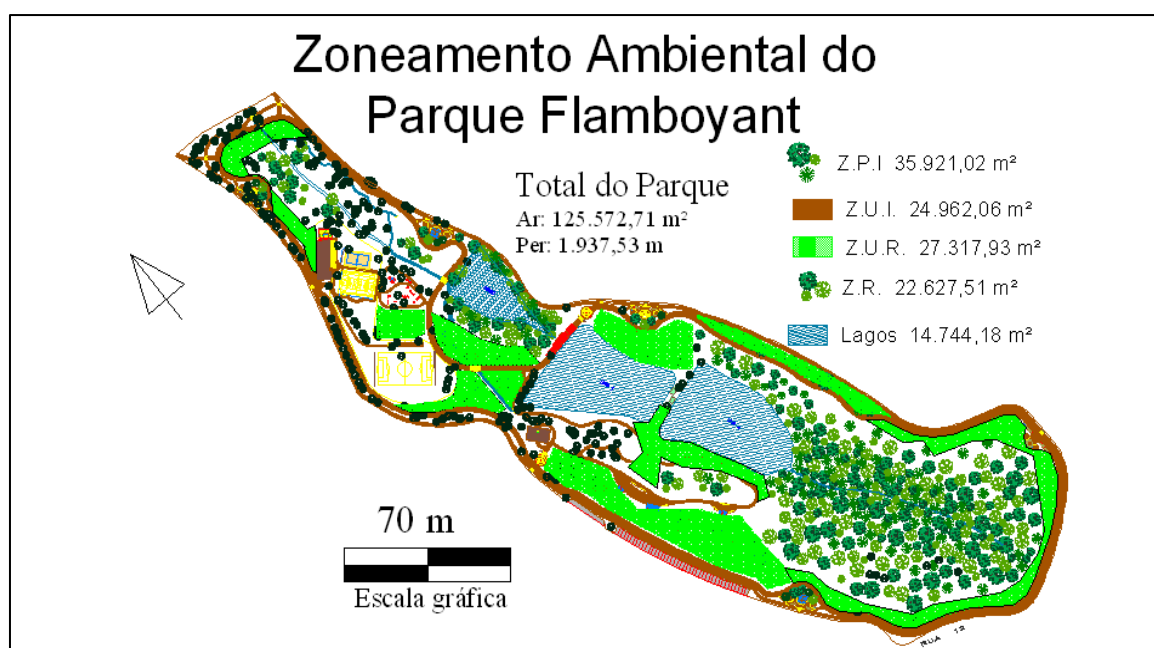 Zoneamento Ambiental do
Parque Flamboyant
Total do Parque
Ar: 125.572,71 m²
Per: 1.937,53 m
Z.P.I 35.921,02 m²
Z.U.I. 24.962,06 m²
Z.U.R. 27.317,93 m²
Z.R. 22.627,51 m²
Lagos 14.744,18 m²
70 m
Escala gráfica
RUA 12